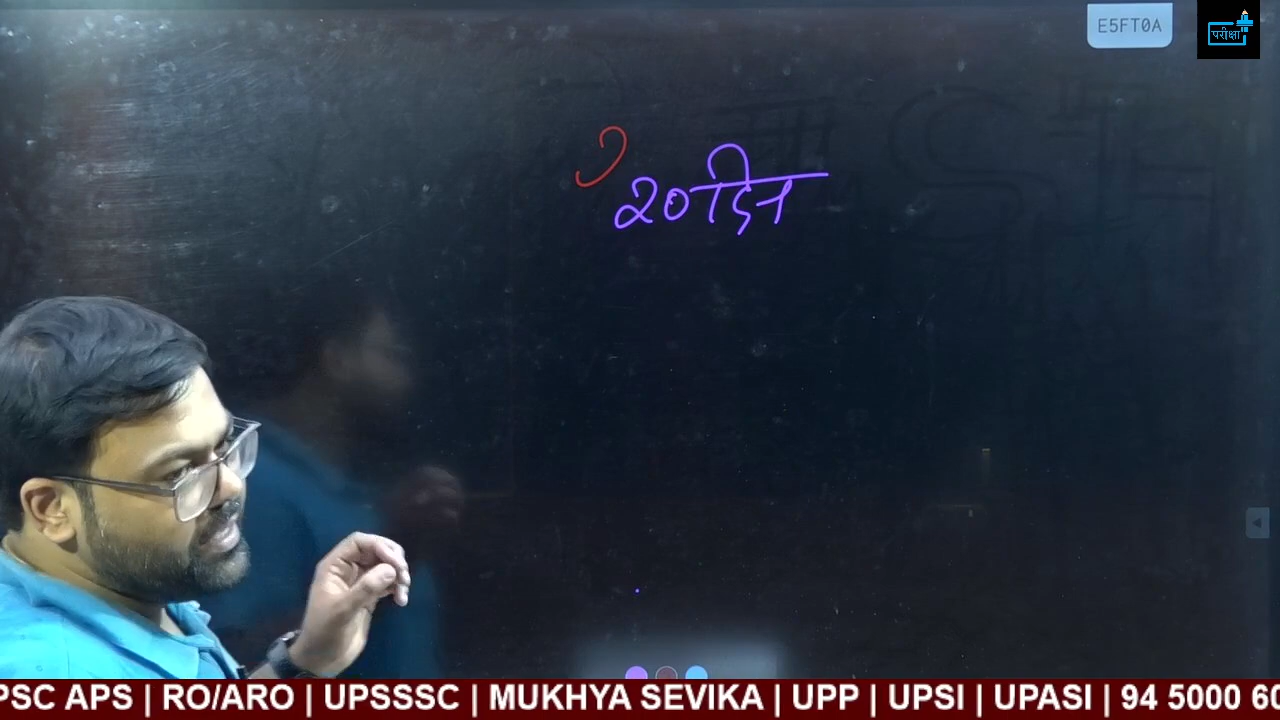 E5FT0A
परीक्षा
२० दिन
PSC APS | RO/ARO | UPSSSC | MUKHYA SEVIKA | UPP | UPSI | UPASI | 94 5000 60